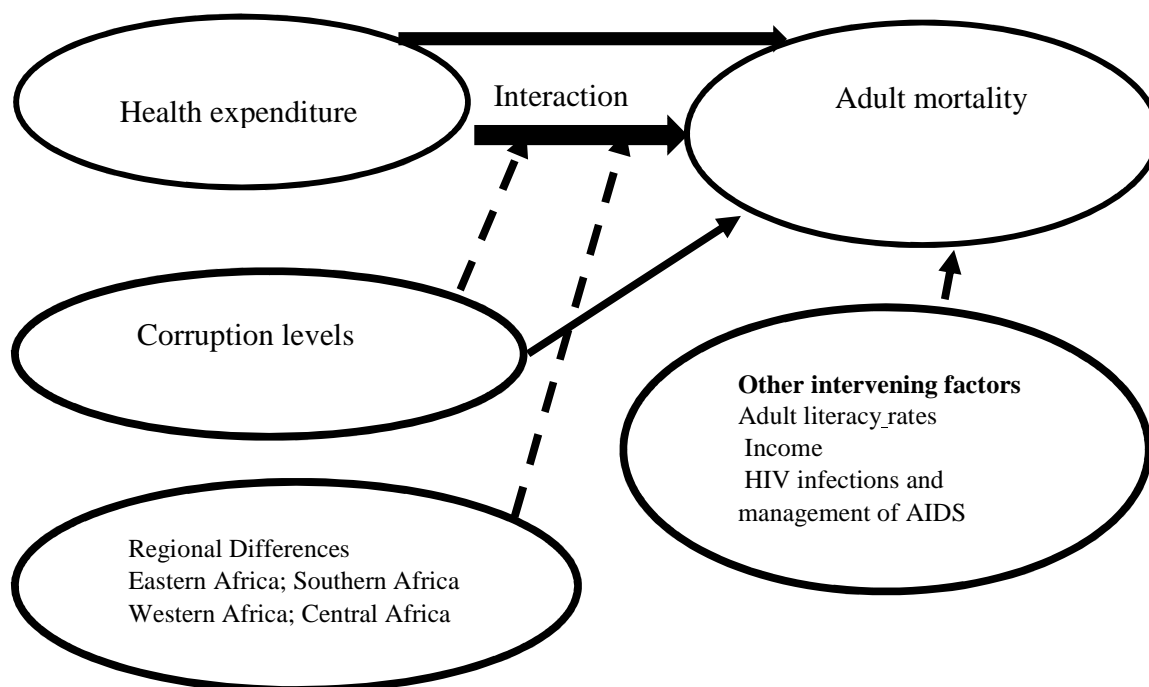 Health expenditure
Interaction
Adult mortality
Corruption levels
Other intervening factors
Adult literacy rates
Income
HIV infections and
management of AIDS
Regional Differences
Eastern Africa; Southern Africa
Western Africa; Central Africa